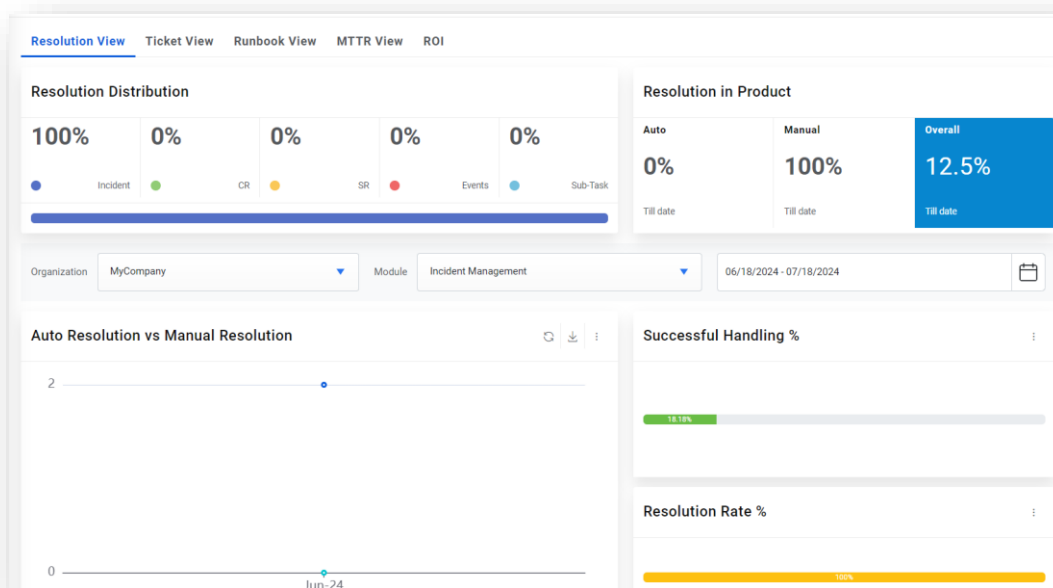 Resolution View Ticket View Runbook View MTTR View ROI
Resolution Distribution
100% 0% 0% 0% 0%
Incident CR SR Events Sub-Task
Resolution in Product
Auto Manual Overall
0% 100% 12.5%
Till date Till date Till date
Organization MyCompany Module Incident Management 06/18/2024 - 07/18/2024
Auto Resolution vs Manual Resolution
2
0
Jun-24
Successful Handling %
18.18%
Resolution Rate %
100%